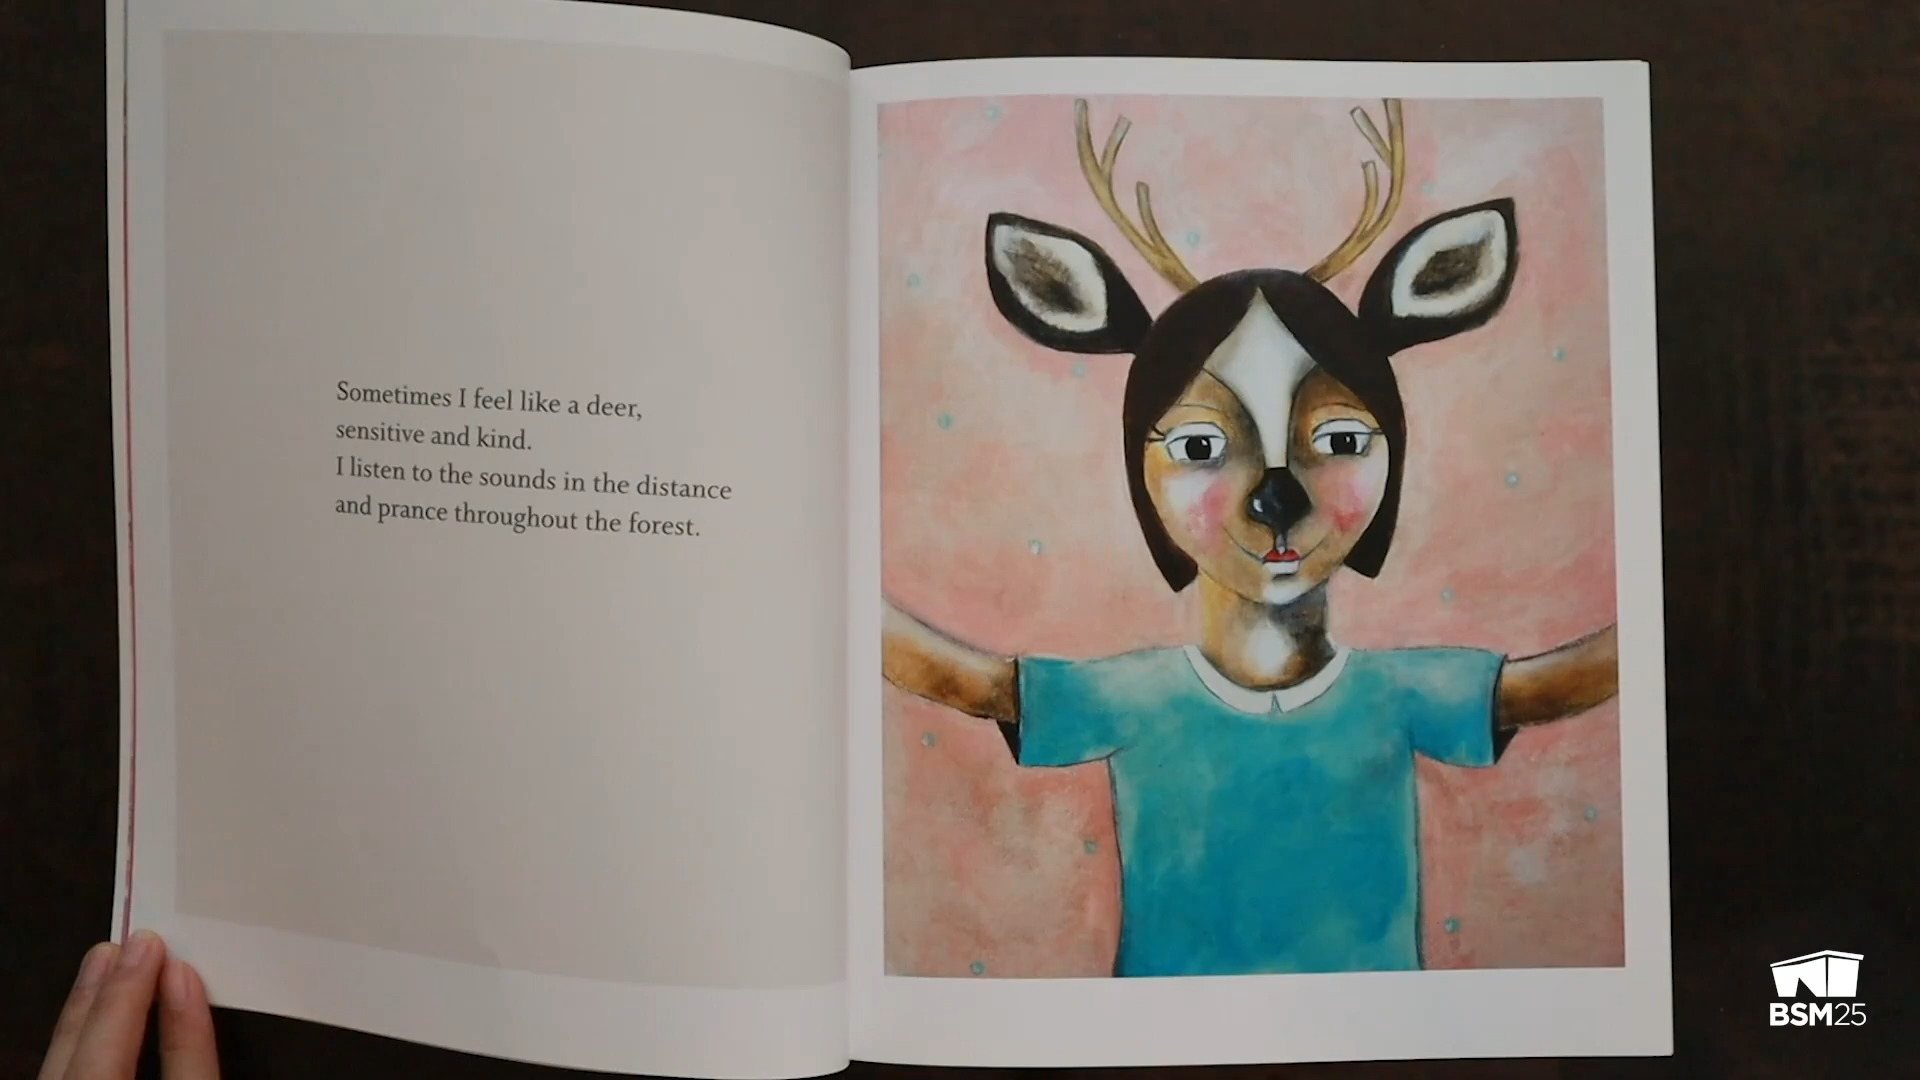 Sometimes I feel like a deer,
sensitive and kind.
I listen to the sounds in the distance
and prance throughout the forest.
BSM25